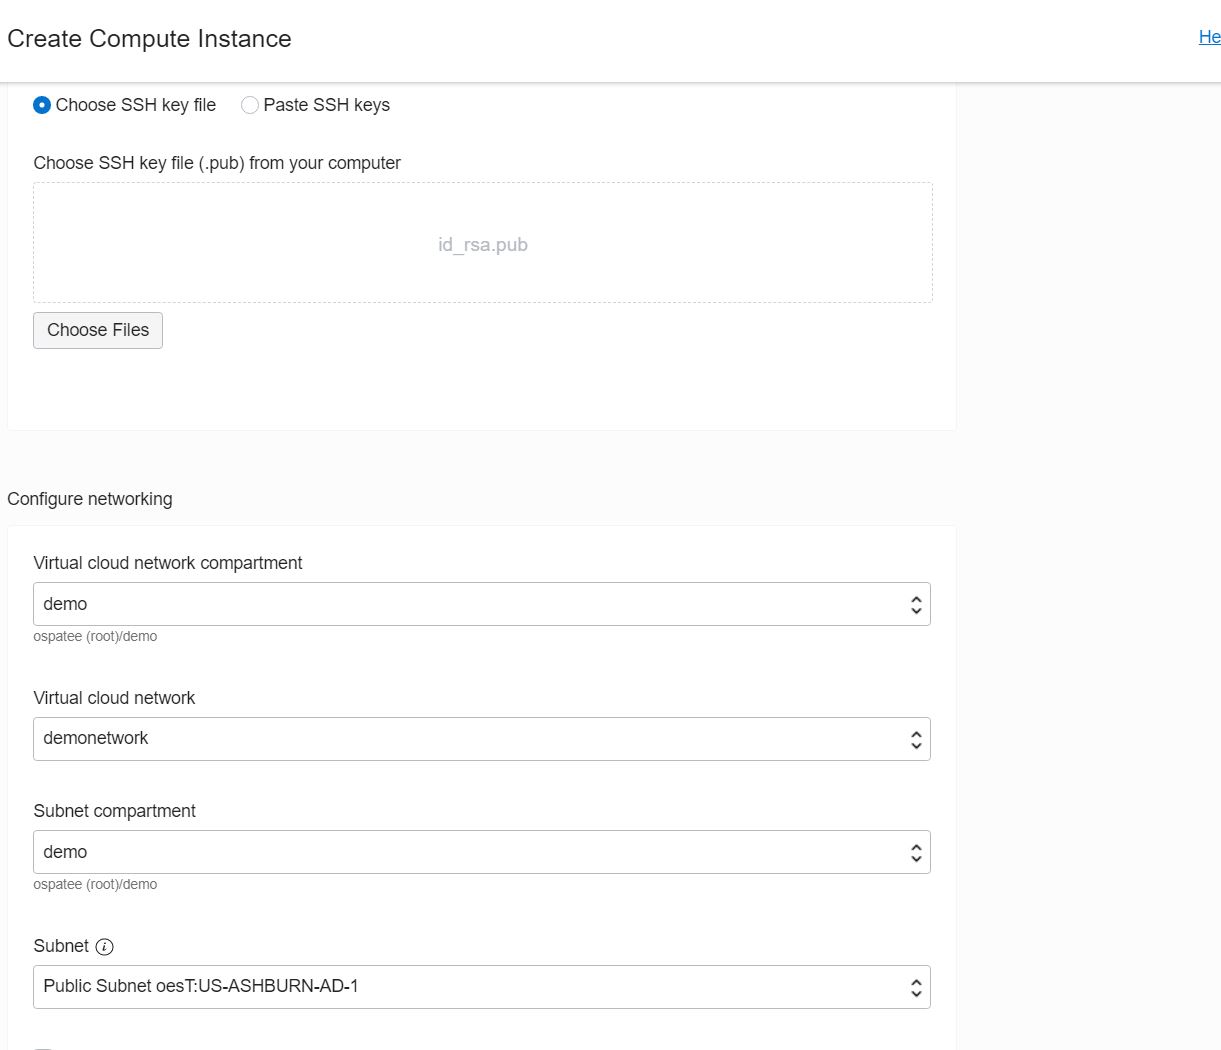 Create Compute Instance
He
Choose SSH key file Paste SSH keys
Choose SSH key file (.pub) from your computer
id_rsa.pub
Choose Files
Configure networking
Virtual cloud network compartment
demo
ospatee (root)/demo
Virtual cloud network
demonetwork
Subnet compartment
demo
ospatee (root)/demo
Subnet i
Public Subnet oesT:US-ASHBURN-AD-1